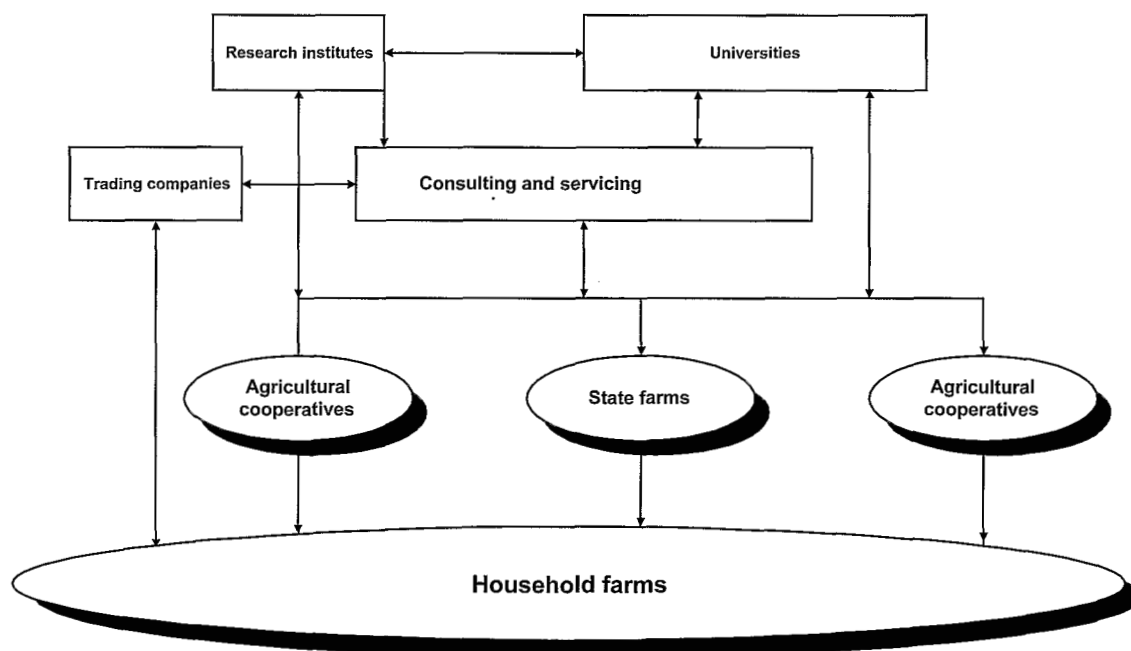 Research institutes
Universities
Trading companies
Consulting and servicing
Agricultural
cooperatives
State farms
Agricultural
cooperatives
Household farms